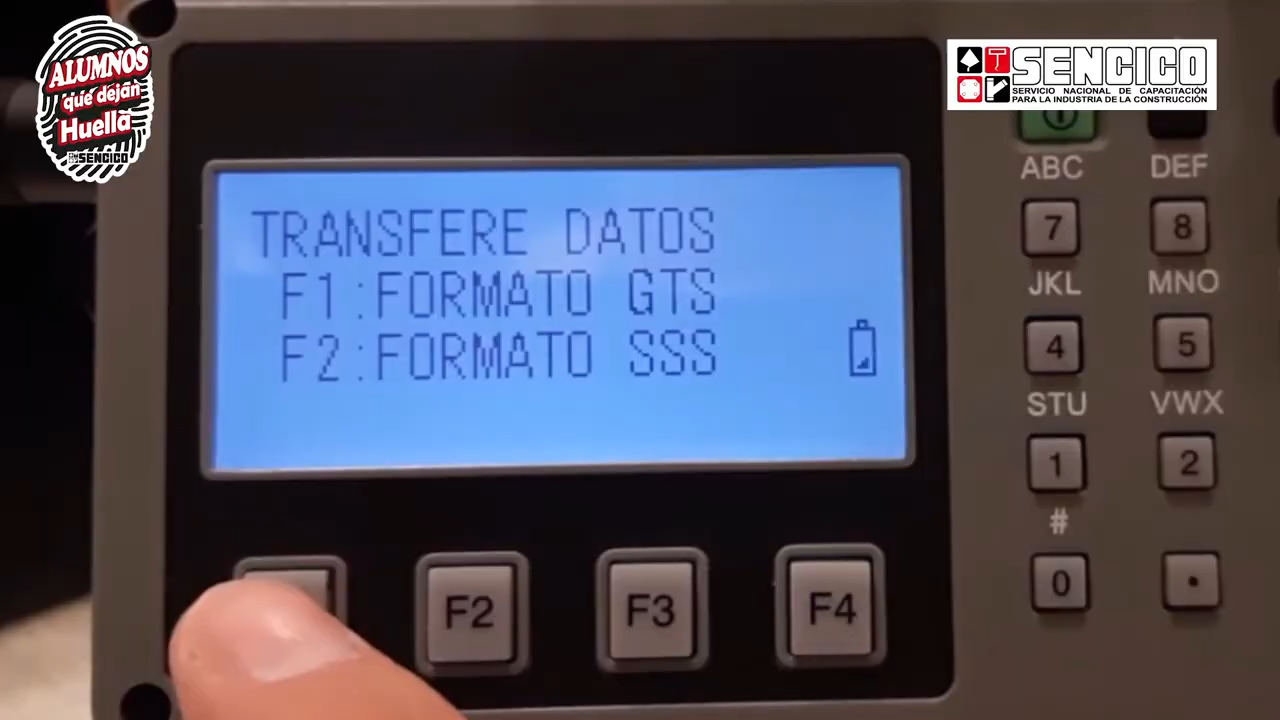 ALUMNOS
que dejan
Huella
SENCICO
SENCICO
SERVICIO NACIONAL DE CAPACITACIÓN
PARA LA INDUSTRIA DE LA CONSTRUCCIÓN
TRANSFERE DATOS
F1:FORMATO GTS
F2:FORMATO SSS
F2
F3
F4
ABC
DEF
7
8
JKL
MNO
4
5
STU
VWX
1
2
#
0
.